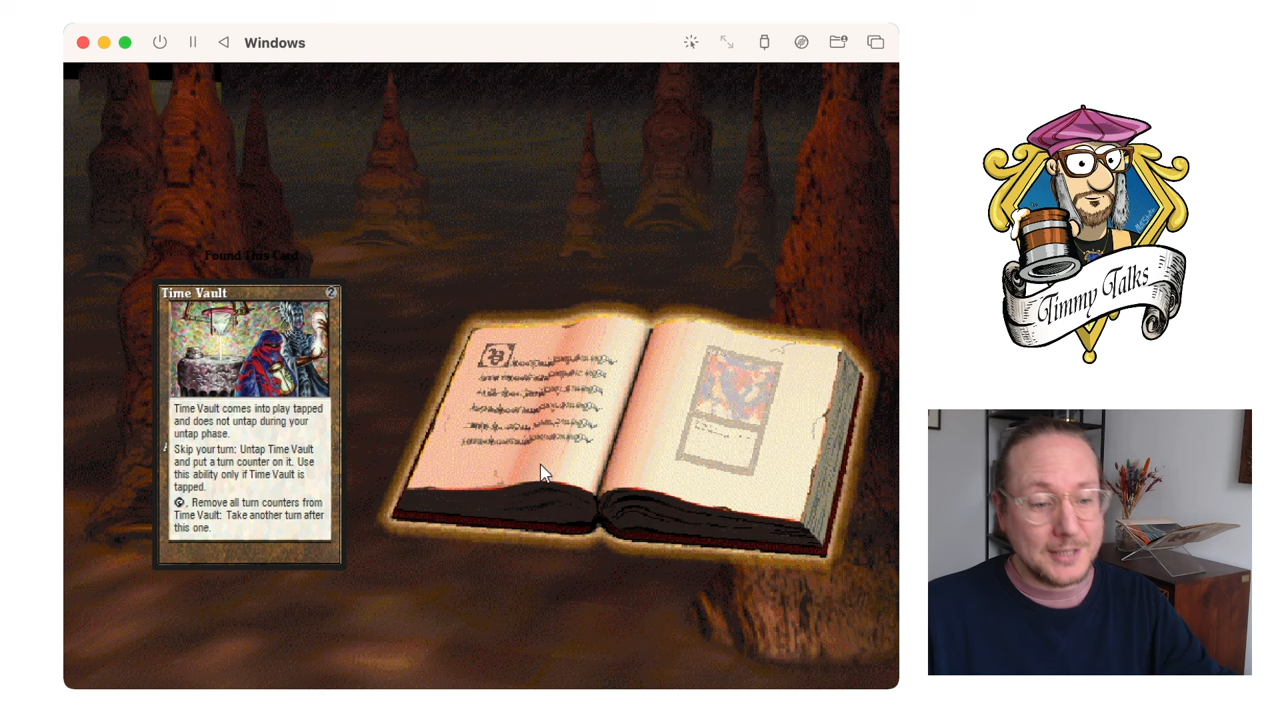 Windows
Found This Card
Time Vault 2
Time Vault comes into play tapped
and does not untap during your
untap phase.
Skip your turn: Untap Time Vault
and put a turn counter on it. Use
this ability only if Time Vault is
tapped.
, Remove all turn counters from
Time Vault: Take another turn after
this one.
Timmy Talks